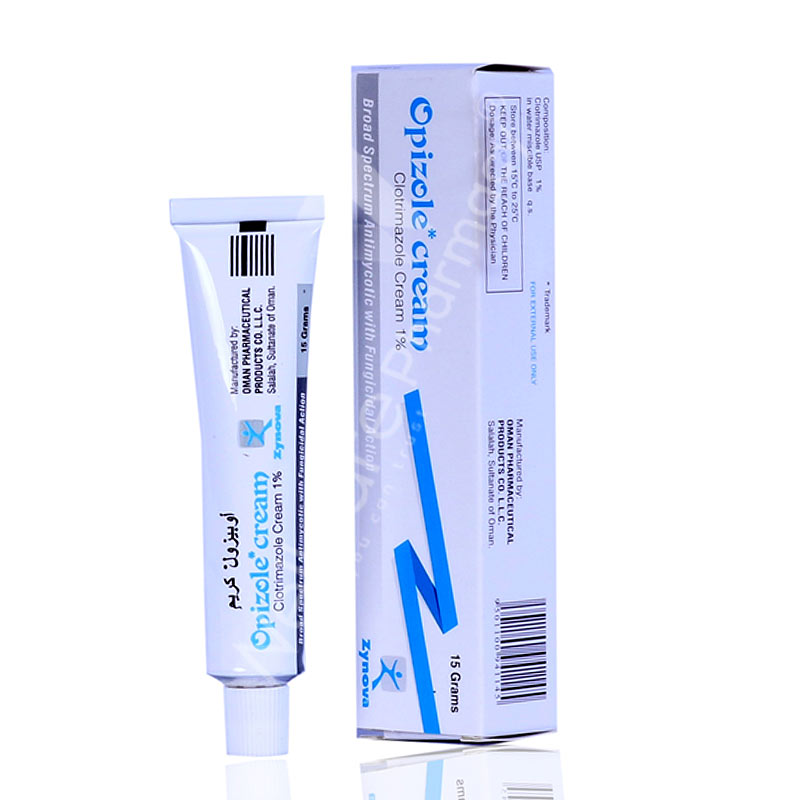 Manufactured by:
OMAN PHARMACEUTICAL
PRODUCTS CO. L.L.C.
Salalah, Sultanate of Oman.
15 Grams
Zynova
أوبيزول* كريم
Opizole* cream
Clotrimazole Cream 1%
Broad Spectrum Antimycotic with Fungicidal Action
Broad Spectrum Antimycotic with Fungicidal Action
Opizole* cream
Clotrimazole Cream 1%
Zynova
15 Grams
Composition:
Clotrimazole USP 1%
in water miscible base q.s.
Store between 15°C to 25°C
KEEP OUT OF THE REACH OF CHILDREN
Dosage: As directed by the Physician
* Trademark
FOR EXTERNAL USE ONLY
Manufactured by:
OMAN PHARMACEUTICAL
PRODUCTS CO. L.L.C.
Salalah, Sultanate of Oman.
9501100041145